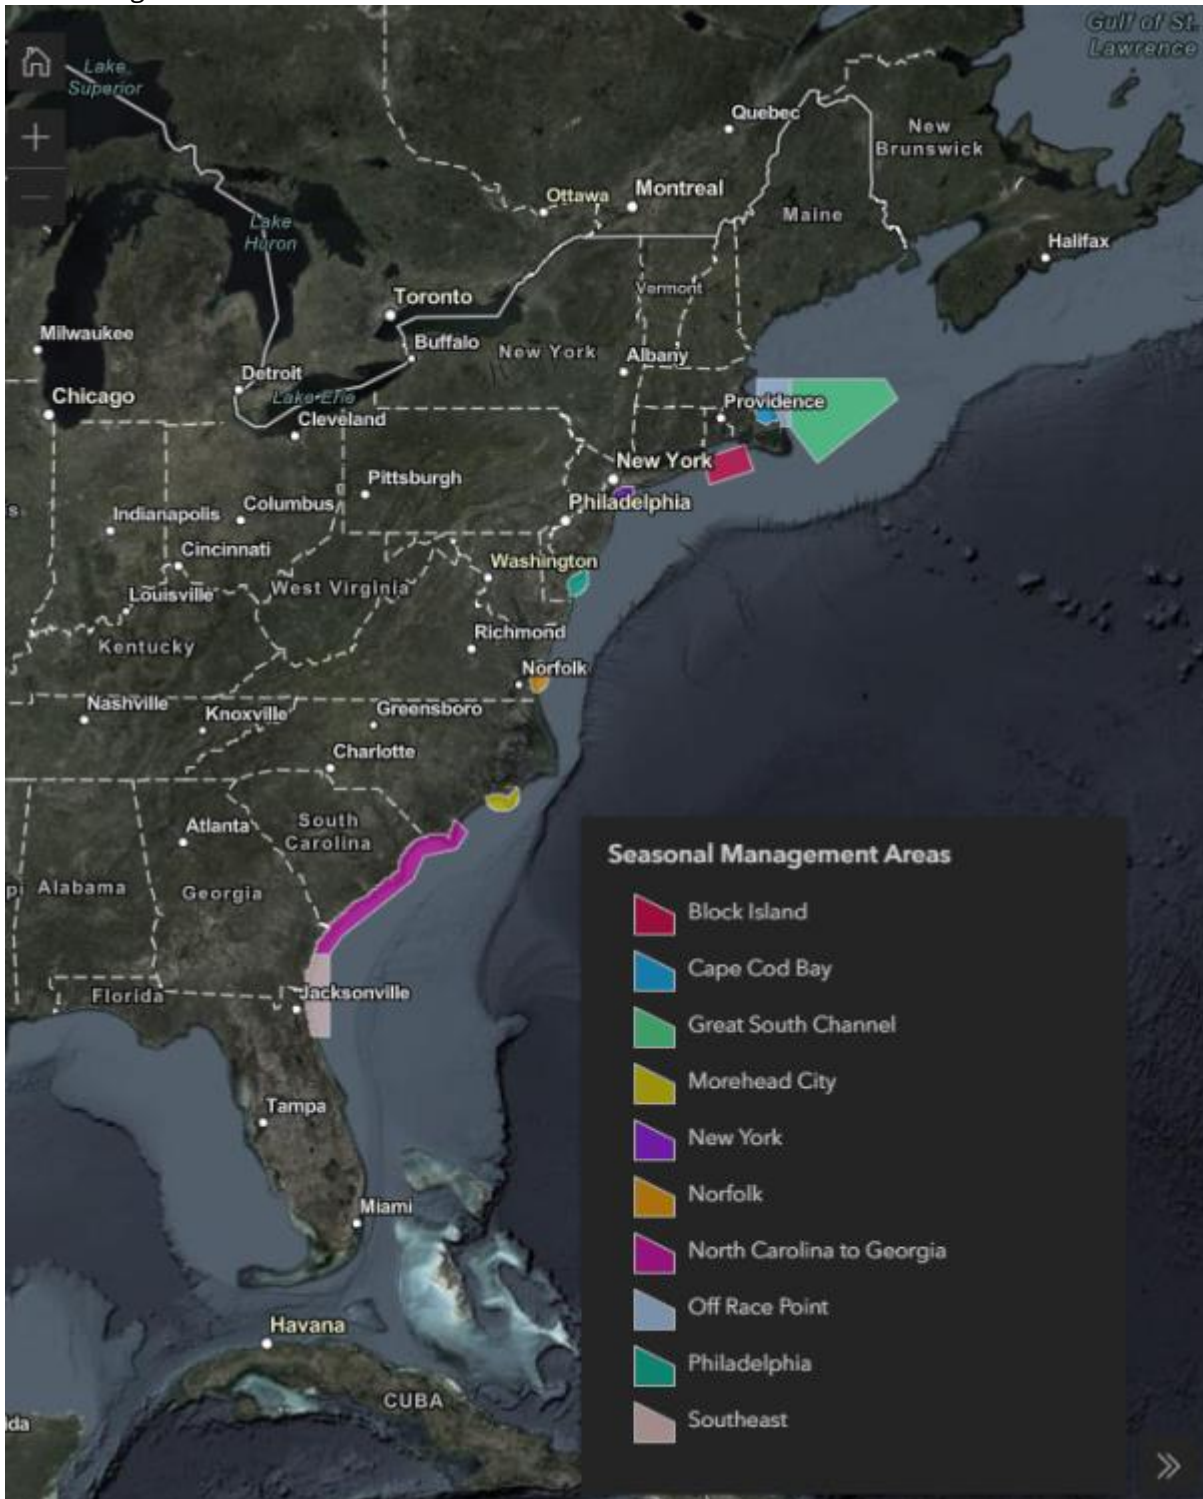 Gulf of St.
Lawrence
Lake
Superior
Quebec
New
Brunswick
Ottawa
Montreal
Maine
Lake
Huron
Halifax
Toronto
Vermont
Milwaukee
Buffalo
New York
Albany
Detroit
Chicago
Lake Erie
Providence
Cleveland
New York
Pittsburgh
Columbus
Philadelphia
s
Indianapolis
Cincinnati
Washington
West Virginia
Louisville
Richmond
Kentucky
Norfolk
Nashville
Knoxville
Greensboro
Charlotte
Atlanta
South
Carolina
pi
Alabama
Georgia
Florida
Jacksonville
Tampa
Miami
Havana
CUBA
ida
Seasonal Management Areas
Block Island
Cape Cod Bay
Great South Channel
Morehead City
New York
Norfolk
North Carolina to Georgia
Off Race Point
Philadelphia
Southeast